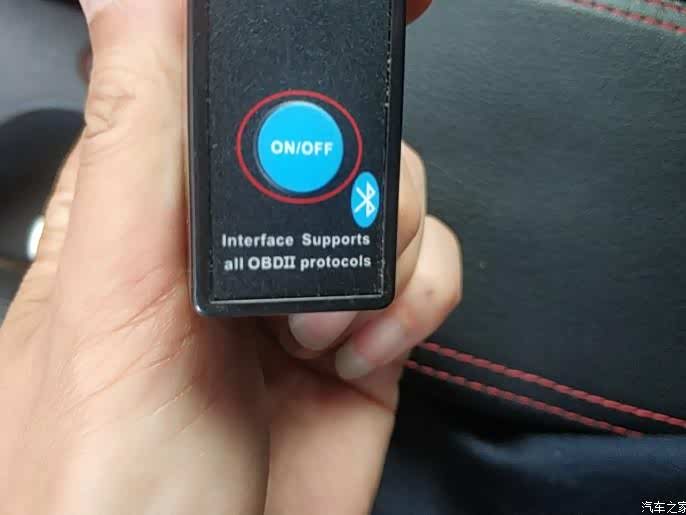 ON/OFF
Interface Supports
all OBDII protocols
汽车之家